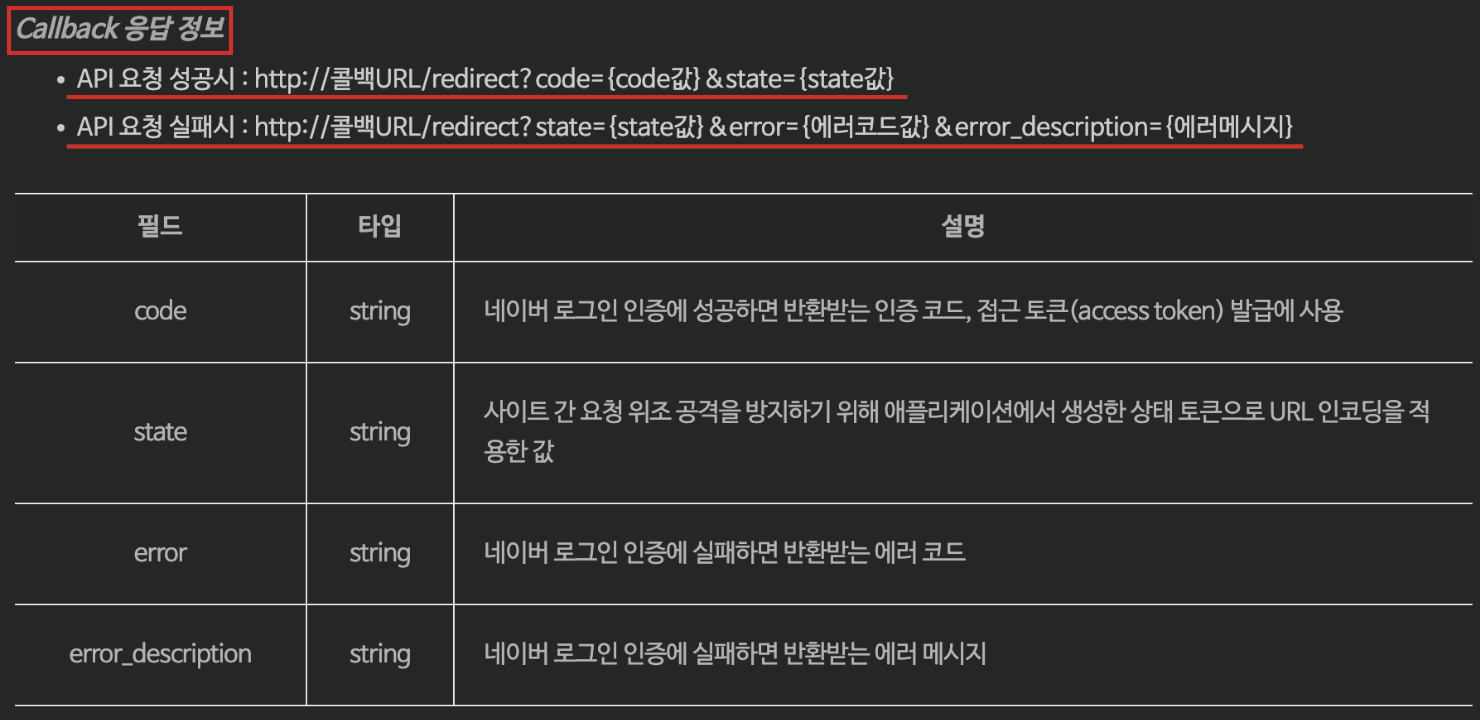 Callback 응답 정보
• API 요청 성공시 : http://콜백URL/redirect?code={code값}&state={state값}
• API 요청 실패시 : http://콜백URL/redirect?state={state값}&error={에러코드값}&error_description={에러메시지}
필드 타입 설명
code string 네이버 로그인 인증에 성공하면 반환받는 인증 코드, 접근 토큰(access token) 발급에 사용
state string 사이트 간 요청 위조 공격을 방지하기 위해 애플리케이션에서 생성한 상태 토큰으로 URL 인코딩을 적
용한 값
error string 네이버 로그인 인증에 실패하면 반환받는 에러 코드
error_description string 네이버 로그인 인증에 실패하면 반환받는 에러 메시지